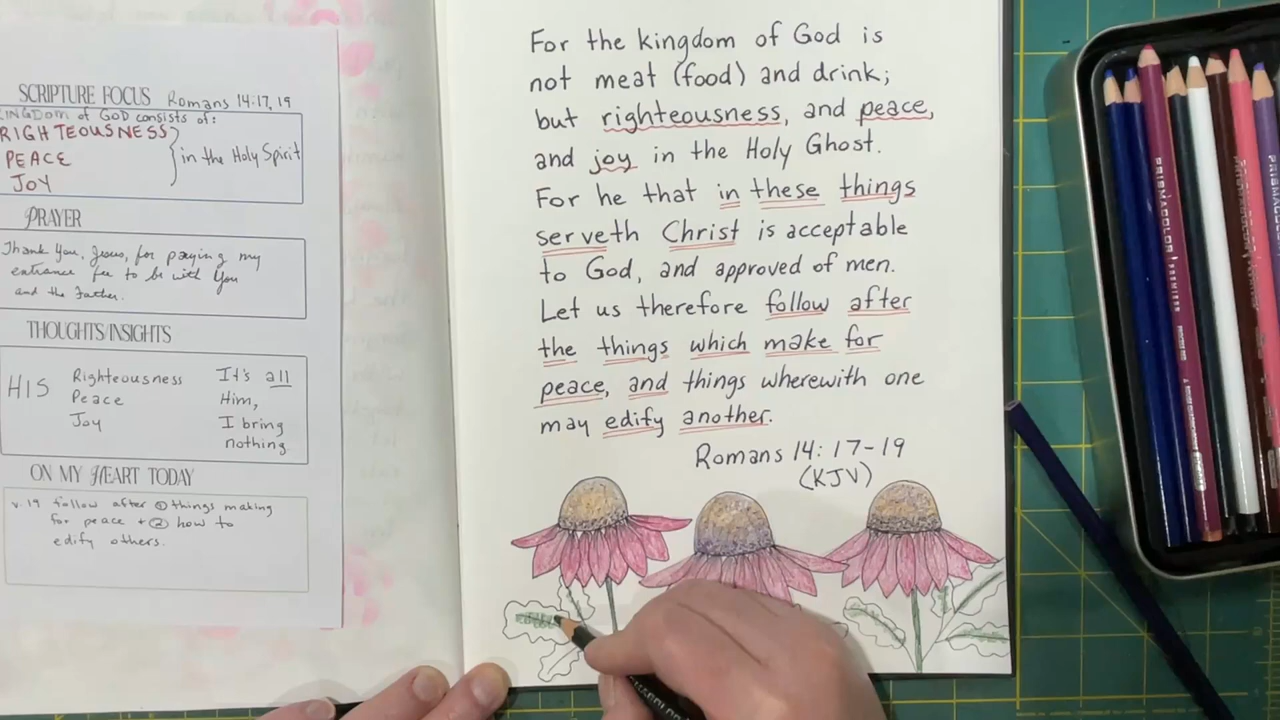 SCRIPTURE FOCUS Romans 14:17,19
KINGDOM of GOD consists of:
RIGHTEOUSNESS
PEACE
JOY
in the Holy Spirit
PRAYER
Thank You, Jesus, for paying my
entrance fee to be with You
and the Father.
THOUGHTS/INSIGHTS
HIS
Righteousness
Peace
Joy
It's all
Him,
I bring
nothing.
ON MY HEART TODAY
v.19 follow after ① things making
for peace + ② how to
edify others.
For the kingdom of God is
not meat (food) and drink;
but righteousness, and peace,
and joy in the Holy Ghost.
For he that in these things
serveth Christ is acceptable
to God, and approved of men.
Let us therefore follow after
the things which make for
peace, and things wherewith one
may edify another.
Romans 14:17-19
(KJV)
PRISMACOLOR